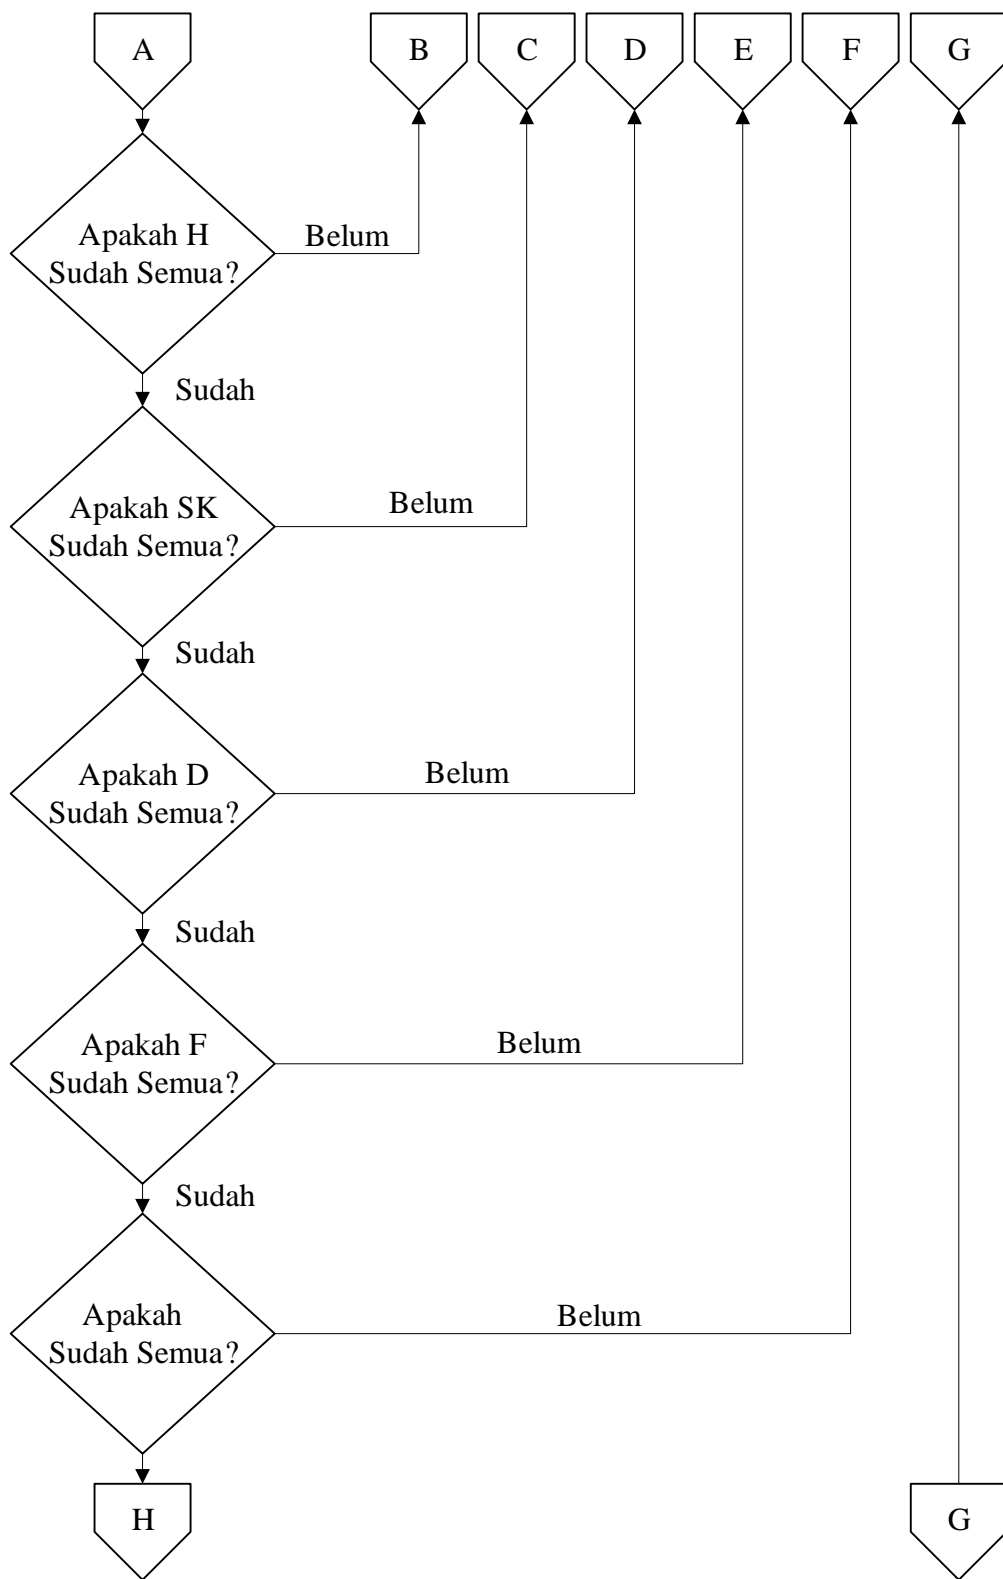 A
B
C
D
E
F
G
Apakah H
Sudah Semua?
Belum
Sudah
Apakah SK
Sudah Semua?
Belum
Sudah
Apakah D
Sudah Semua?
Belum
Sudah
Apakah F
Sudah Semua?
Belum
Sudah
Apakah
Sudah Semua?
Belum
H
G